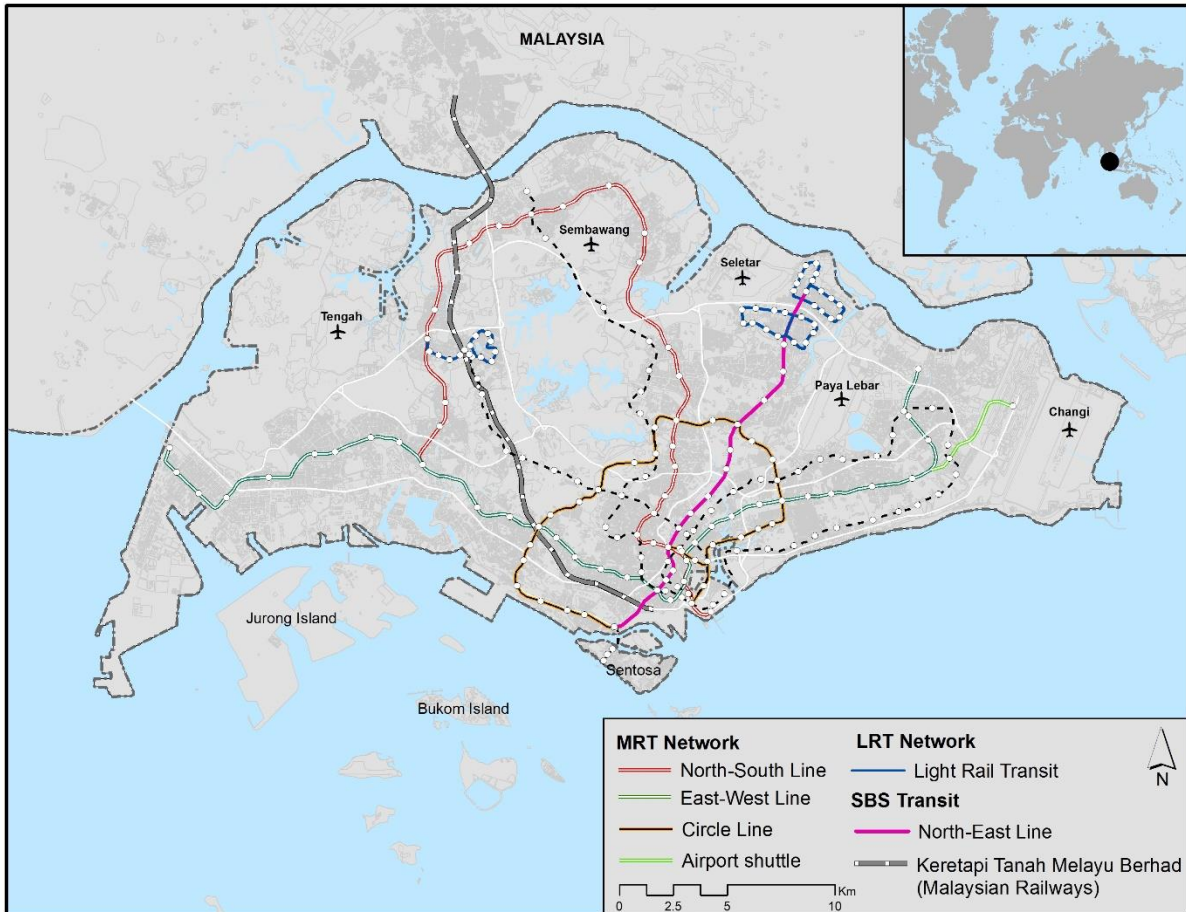 MALAYSIA
Sembawang
Seletar
Tengah
Paya Lebar
Changi
Jurong Island
Sentosa
Bukom Island
MRT Network
North-South Line
East-West Line
Circle Line
Airport shuttle
0 2.5 5 10
Km
LRT Network
Light Rail Transit
SBS Transit
North-East Line
Keretapi Tanah Melayu Berhad
(Malaysian Railways)
N